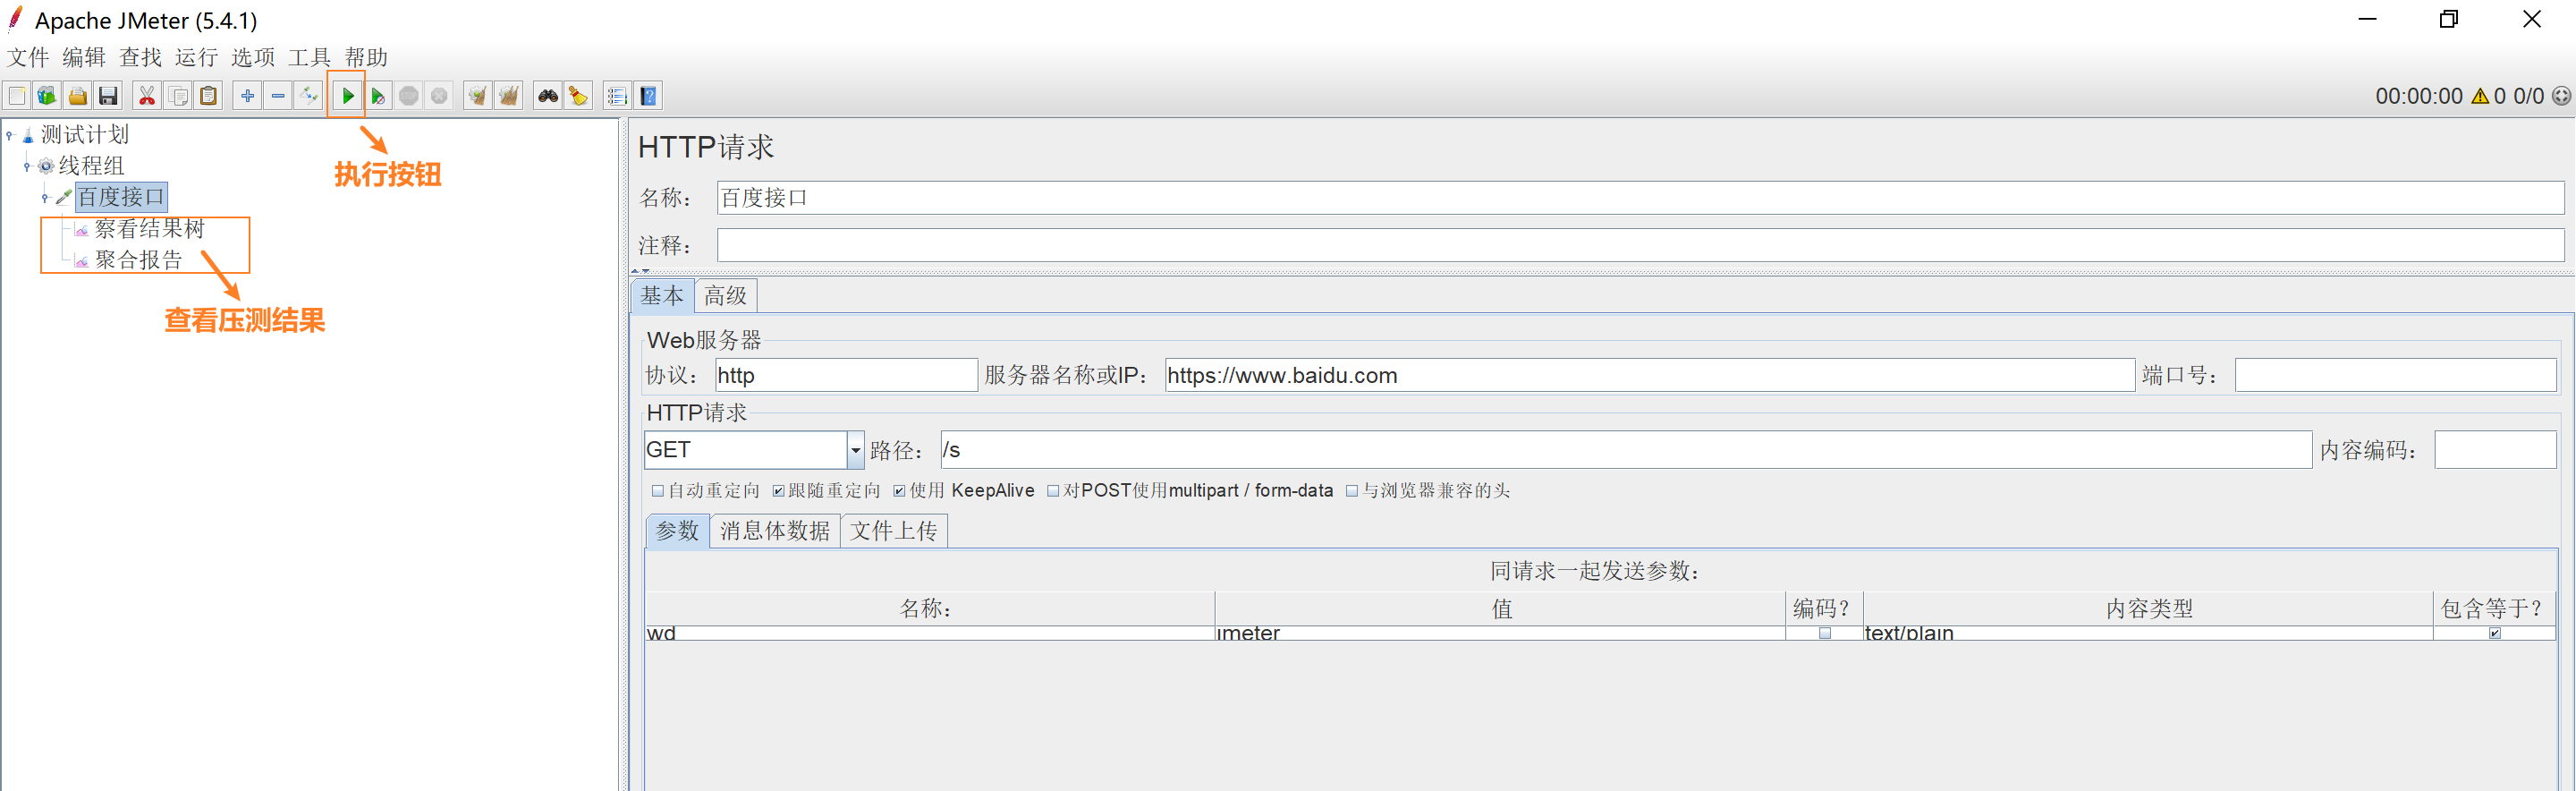 Apache JMeter (5.4.1)
文件 编辑 查找 运行 选项 工具 帮助
00:00:00 0 0/0
测试计划
线程组
百度接口
察看结果树
聚合报告
执行按钮
查看压测结果
HTTP请求
名称： 百度接口
注释：
基本 高级
Web服务器
协议： http 服务器名称或IP： https://www.baidu.com 端口号：
HTTP请求
GET 路径： /s 内容编码：
自动重定向 跟随重定向 使用 KeepAlive 对POST使用multipart / form-data 与浏览器兼容的头
参数 消息体数据 文件上传
同请求一起发送参数：
名称： 值 编码？ 内容类型 包含等于？
wd jmeter text/plain